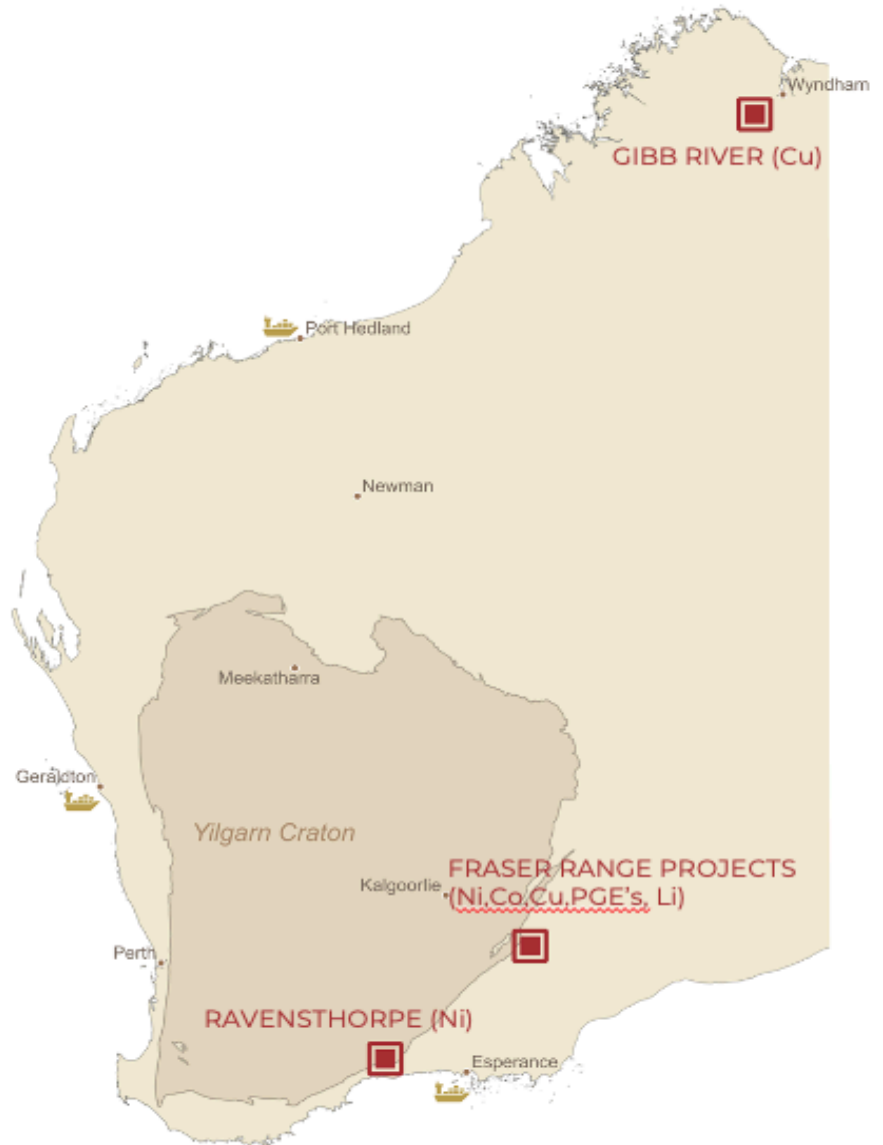 Wyndham
GIBB RIVER (Cu)
Port Hedland
Newman
Meekatharra
Geraldton
Yilgarn Craton
FRASER RANGE PROJECTS
Kalgoorlie
(Ni,Co,Cu,PGE's, Li)
Perth
RAVENSTHORPE (Ni)
Esperance